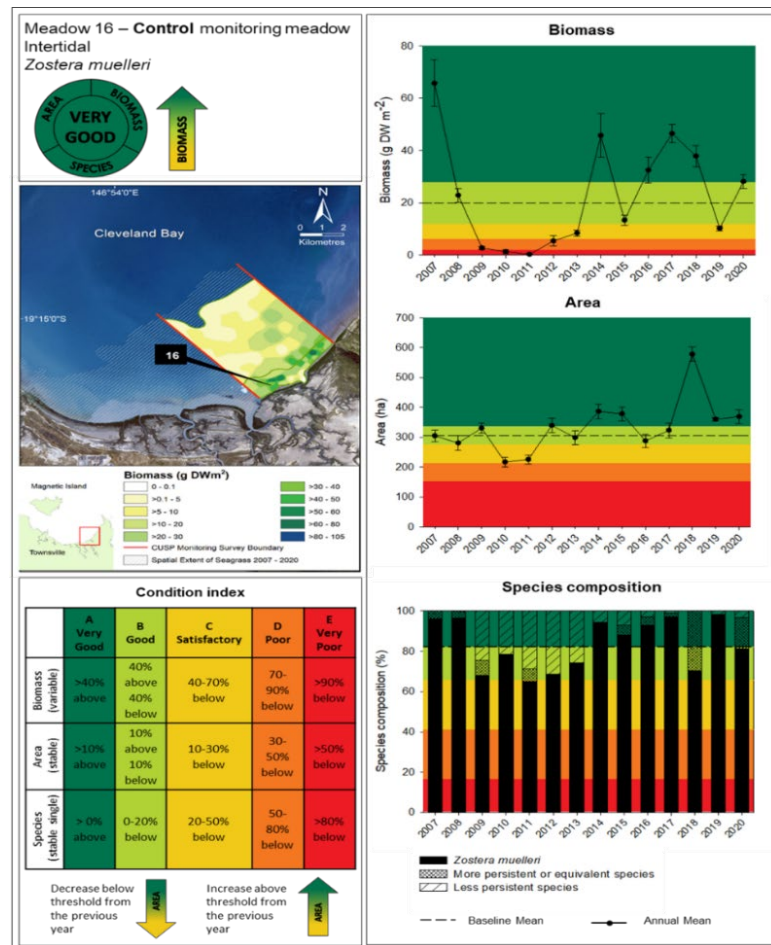 Meadow 16 – Control monitoring meadow
Intertidal
Zostera muelleri
AREA
BIOMASS
VERY
GOOD
SPECIES
BIOMASS
146°54'0"E
N
Cleveland Bay
0 1 2
Kilometres
-19°15'0"S
16
Magnetic Island
Townsville
Biomass (g DWm²)
0 - 0.1
>0.1 - 5
>5 - 10
>10 - 20
>20 - 30
>30 - 40
>40 - 50
>50 - 60
>60 - 80
>80 - 105
CUSP Monitoring Survey Boundary
Spatial Extent of Seagrass 2007 - 2020
Condition index
A
Very
Good
B
Good
C
Satisfactory
D
Poor
E
Very
Poor
Biomass
(variable)
>40%
above
40%
above
40%
below
40-70%
below
70-
90%
below
>90%
below
Area
(stable)
>10%
above
10%
above
10%
below
10-30%
below
30-
50%
below
>50%
below
Species
(stable single)
> 0%
above
0-20%
below
20-50%
below
50-
80%
below
>80%
below
Decrease below
threshold from
the previous
year
AREA
Increase above
threshold from
the previous
year
AREA
Biomass
Biomass (g DW m⁻²)
80
60
40
20
0
2007
2008
2009
2010
2011
2012
2013
2014
2015
2016
2017
2018
2019
2020
Area
Area (ha)
700
600
500
400
300
200
100
0
2007
2008
2009
2010
2011
2012
2013
2014
2015
2016
2017
2018
2019
2020
Species composition
Species composition (%)
100
80
60
40
20
0
2007
2008
2009
2010
2011
2012
2013
2014
2015
2016
2017
2018
2019
2020
Zostera muelleri
More persistent or equivalent species
Less persistent species
Baseline Mean
Annual Mean